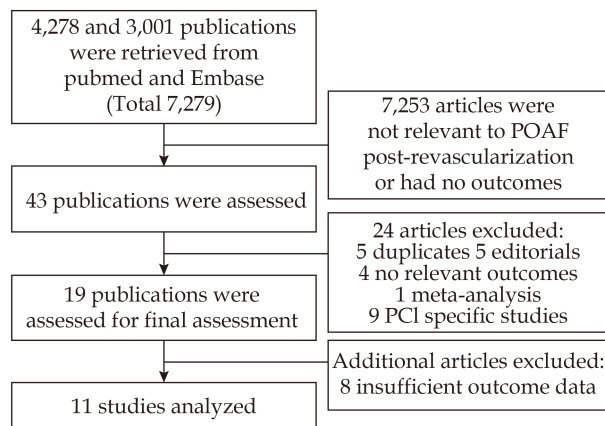 4,278 and 3,001 publications
were retrieved from
pubmed and Embase
(Total 7,279)
7,253 articles were
not relevant to POAF
post-revascularization
or had no outcomes
43 publications were assessed
24 articles excluded:
5 duplicates 5 editorials
4 no relevant outcomes
1 meta-analysis
9 PCl specific studies
19 publications were
assessed for final assessment
Additional articles excluded:
8 insufficient outcome data
11 studies analyzed